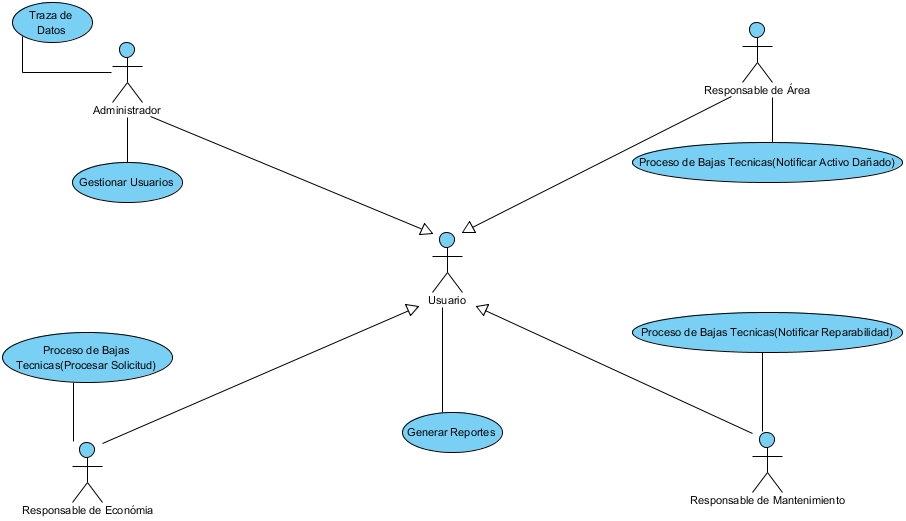 Traza de
Datos
Administrador
Responsable de Área
Gestionar Usuarios
Proceso de Bajas Tecnicas(Notificar Activo Dañado)
Usuario
Proceso de Bajas
Tecnicas(Procesar Solicitud)
Proceso de Bajas Tecnicas(Notificar Reparabilidad)
Generar Reportes
Responsable de Económia
Responsable de Mantenimiento